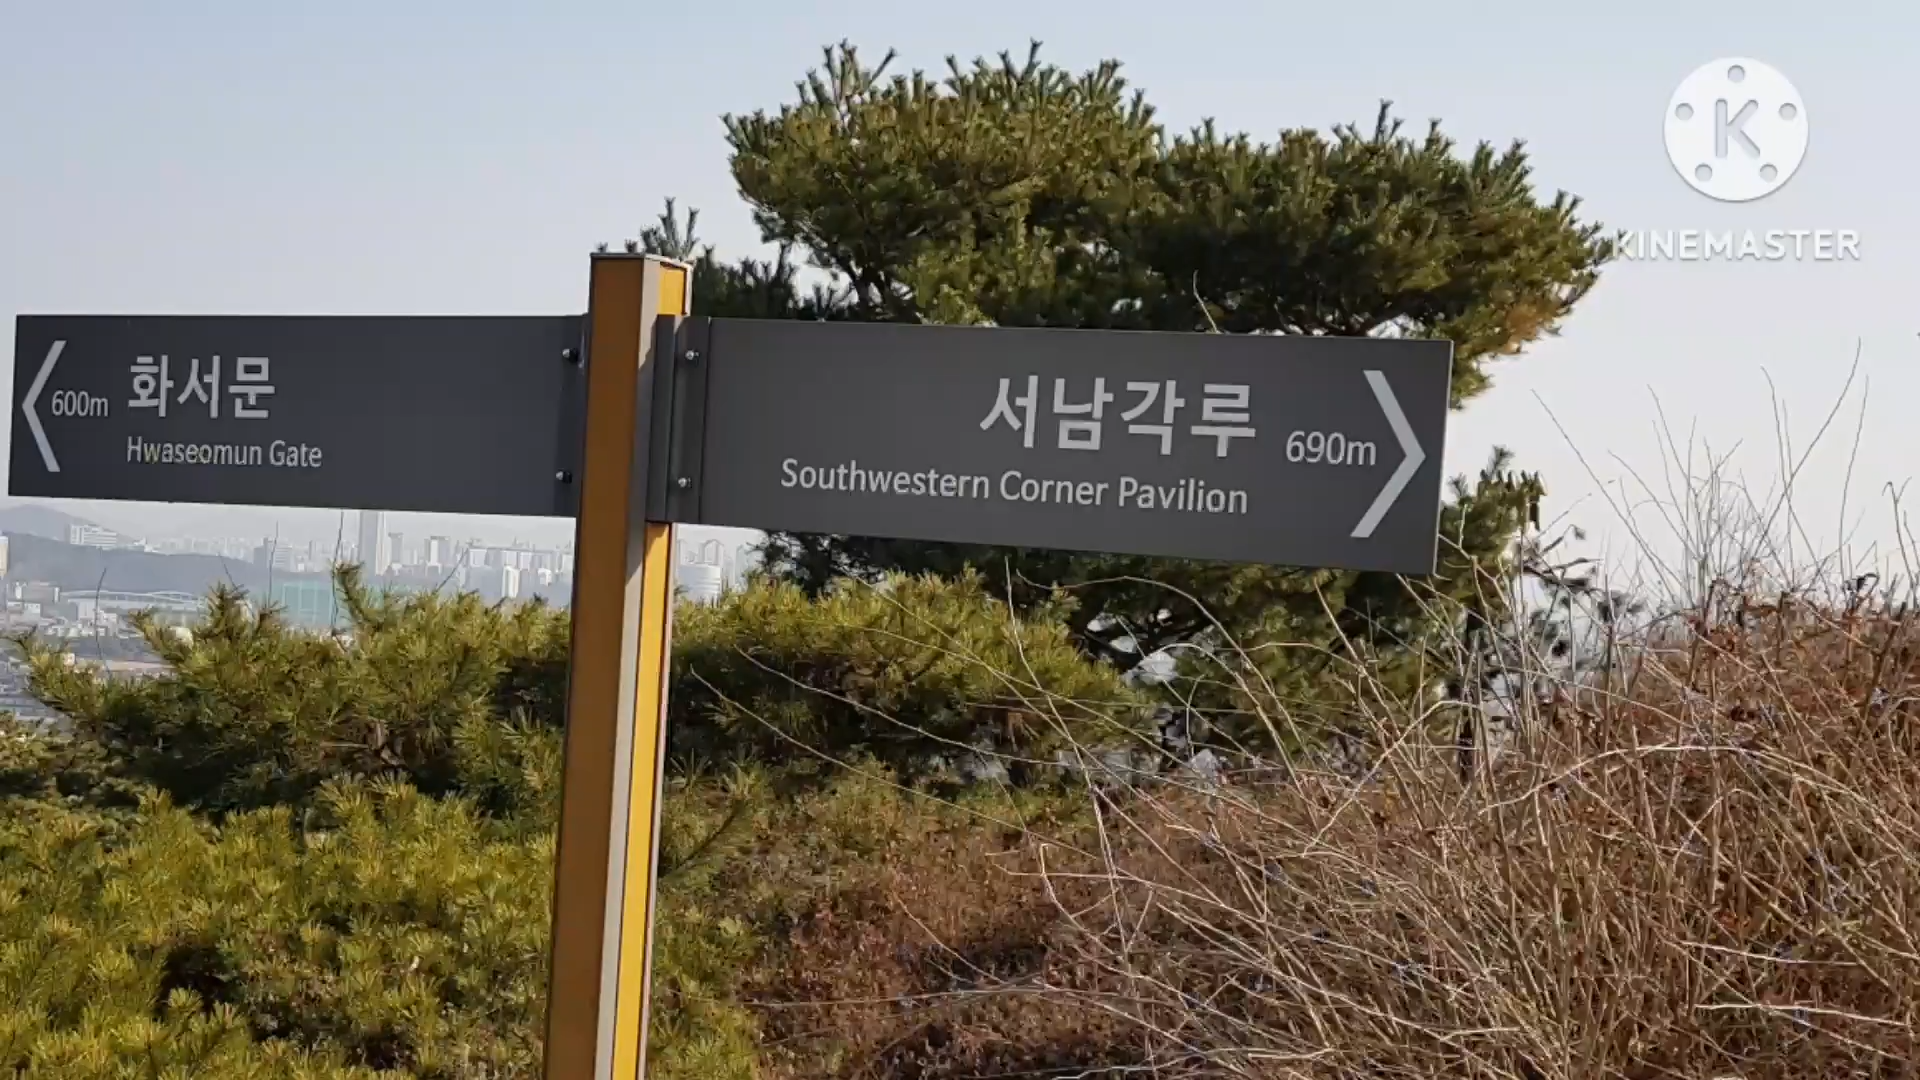 600m 화서문
Hwaseomun Gate
서남각루 690m
Southwestern Corner Pavilion
K
KINEMASTER